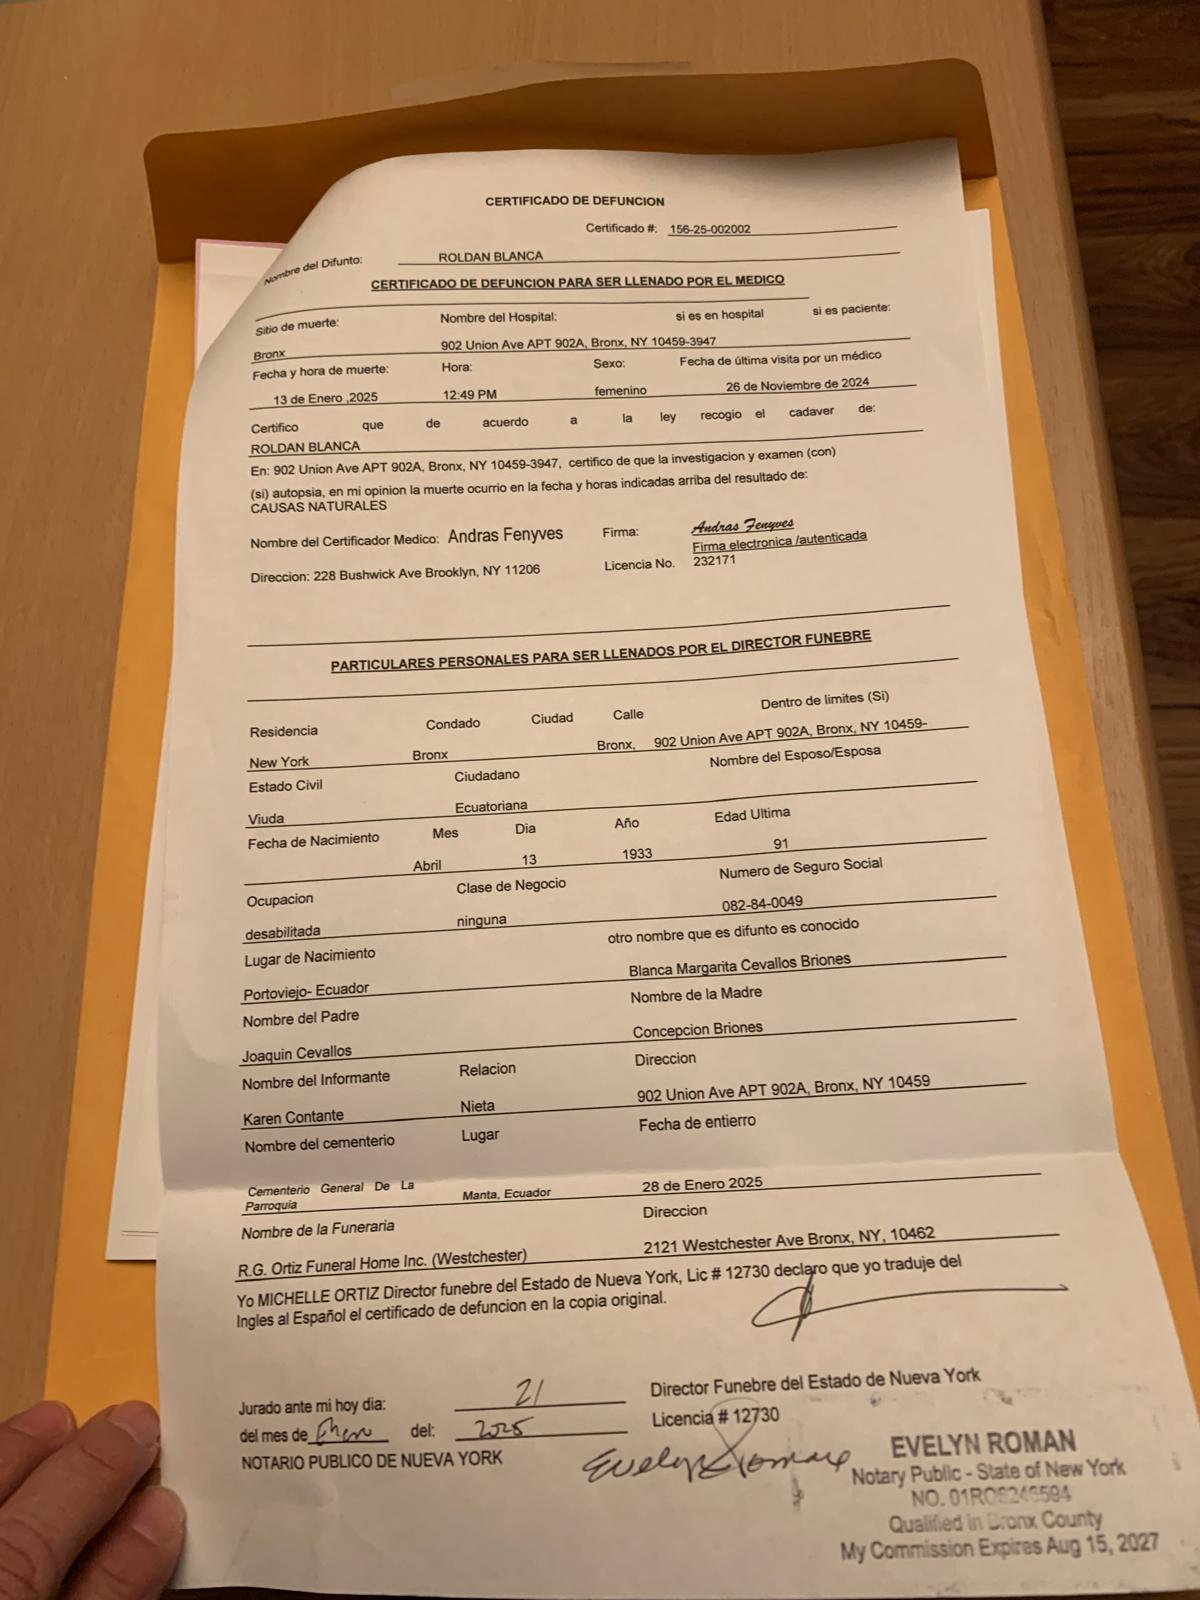 CERTIFICADO DE DEFUNCION
Certificado #: 156-25-002002
Nombre del Difunto: ROLDAN BLANCA
CERTIFICADO DE DEFUNCION PARA SER LLENADO POR EL MEDICO
Sitio de muerte: Nombre del Hospital: si es en hospital si es paciente:
Bronx 902 Union Ave APT 902A, Bronx, NY 10459-3947
Fecha y hora de muerte: Hora: Sexo: Fecha de última visita por un médico
13 de Enero ,2025 12:49 PM femenino 26 de Noviembre de 2024
Certifico que de acuerdo a la ley recogio el cadaver de:
ROLDAN BLANCA
En: 902 Union Ave APT 902A, Bronx, NY 10459-3947, certifico de que la investigacion y examen (con)
(si) autopsia, en mi opinion la muerte ocurrio en la fecha y horas indicadas arriba del resultado de:
CAUSAS NATURALES
Nombre del Certificador Medico: Andras Fenyves Firma: Andras Fenyves
Firma electronica /autenticada
Direccion: 228 Bushwick Ave Brooklyn, NY 11206 Licencia No. 232171
PARTICULARES PERSONALES PARA SER LLENADOS POR EL DIRECTOR FUNEBRE
Residencia Condado Ciudad Calle Dentro de limites (Si)
New York Bronx Bronx, 902 Union Ave APT 902A, Bronx, NY 10459-
Estado Civil Ciudadano Nombre del Esposo/Esposa
Viuda Ecuatoriana
Fecha de Nacimiento Mes Dia Año Edad Ultima
Abril 13 1933 91
Ocupacion Clase de Negocio Numero de Seguro Social
desabilitada ninguna 082-84-0049
Lugar de Nacimiento otro nombre que es difunto es conocido
Portoviejo- Ecuador Blanca Margarita Cevallos Briones
Nombre del Padre Nombre de la Madre
Joaquin Cevallos Concepcion Briones
Nombre del Informante Relacion Direccion
Karen Contante Nieta 902 Union Ave APT 902A, Bronx, NY 10459
Nombre del cementerio Lugar Fecha de entierro
Cementerio General De La
Parroquia Manta, Ecuador 28 de Enero 2025
Nombre de la Funeraria Direccion
R.G. Ortiz Funeral Home Inc. (Westchester) 2121 Westchester Ave Bronx, NY, 10462
Yo MICHELLE ORTIZ Director funebre del Estado de Nueva York, Lic # 12730 declaro que yo traduje del
Ingles al Español el certificado de defuncion en la copia original.
Jurado ante mi hoy dia: 21 Director Funebre del Estado de Nueva York
del mes de Enero del: 2025 Licencia # 12730
NOTARIO PUBLICO DE NUEVA YORK Evelyn Roman
EVELYN ROMAN
Notary Public - State of New York
NO.
Qualified in Bronx County
My Commission Expires Aug 15, 2027